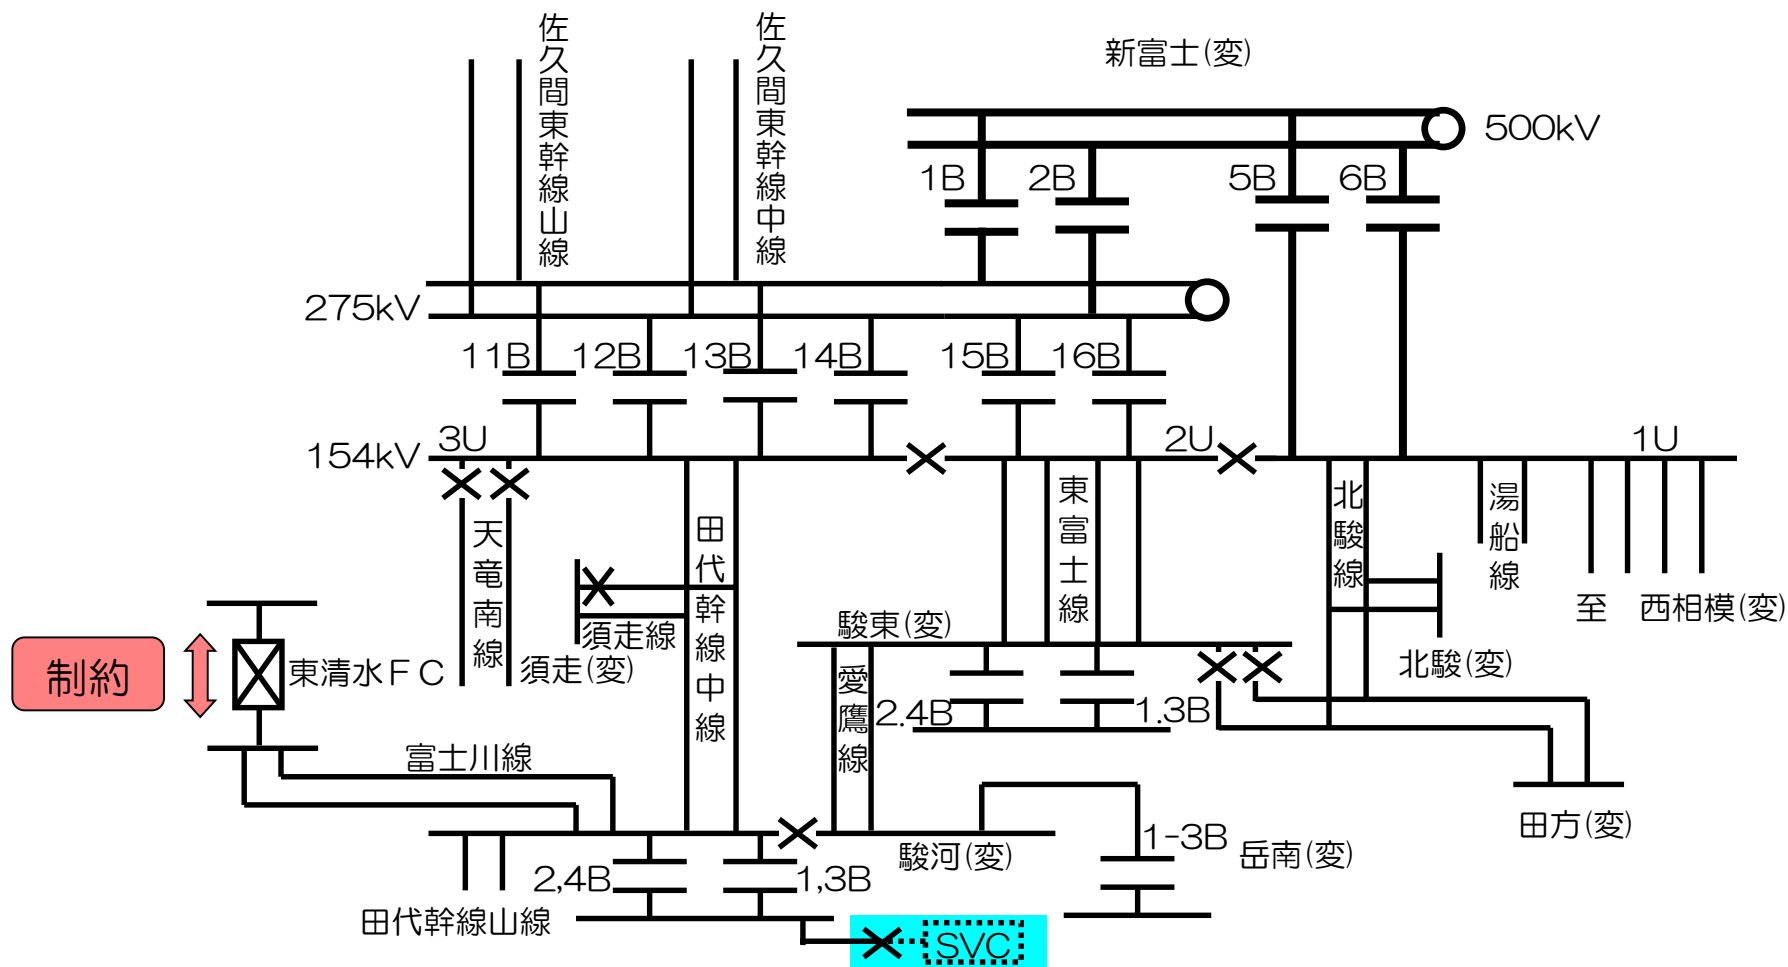 佐久間東幹線山線
佐久間東幹線中線
新富士(変)
500kV
1B
2B
5B
6B
275kV
11B
12B
13B
14B
15B
16B
154kV
3U
2U
1U
天竜南線
田代幹線中線
東富士線
北駿線
湯船線
至 西相模(変)
須走線
須走(変)
駿東(変)
北駿(変)
制約
東清水FC
愛鷹線
2.4B
1.3B
富士川線
田方(変)
駿河(変)
1-3B
岳南(変)
2,4B
1,3B
田代幹線山線
SVC